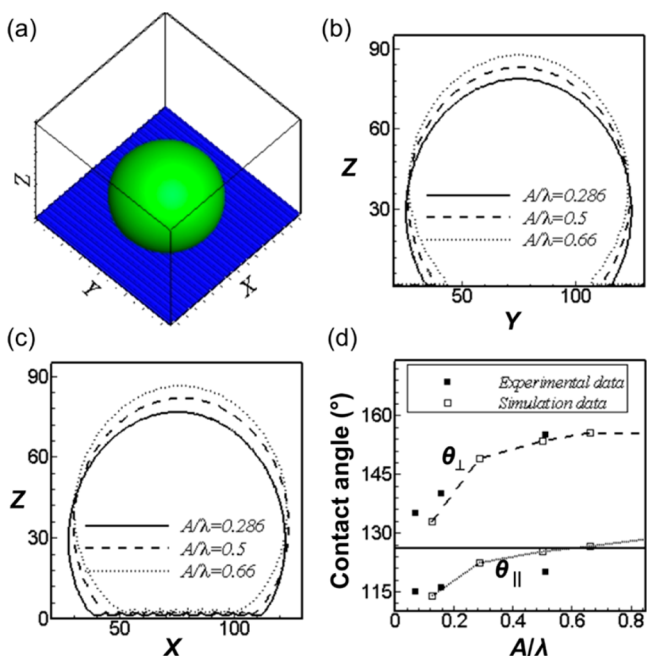 (a)
Z
Y
X
(b)
90
60
30
Z
A/λ=0.286
A/λ=0.5
A/λ=0.66
50
100
Y
(c)
90
60
30
0
Z
A/λ=0.286
A/λ=0.5
A/λ=0.66
50
100
X
(d)
Contact angle (°)
160
145
130
115
Experimental data
Simulation data
θ⊥
θ||
0
0.2
0.4
0.6
0.8
A/λ